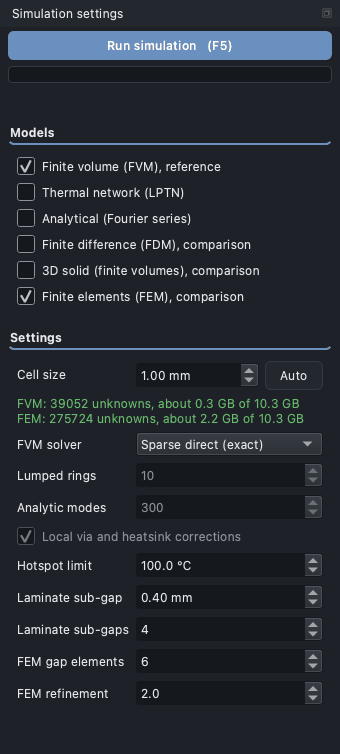 Simulation settings
Run simulation (F5)
Models
Finite volume (FVM), reference
Thermal network (LPTN)
Analytical (Fourier series)
Finite difference (FDM), comparison
3D solid (finite volumes), comparison
Finite elements (FEM), comparison
Settings
Cell size 1.00 mm Auto
FVM: 39052 unknowns, about 0.3 GB of 10.3 GB
FEM: 275724 unknowns, about 2.2 GB of 10.3 GB
FVM solver Sparse direct (exact)
Lumped rings 10
Analytic modes 300
Local via and heatsink corrections
Hotspot limit 100.0 °C
Laminate sub-gap 0.40 mm
Laminate sub-gaps 4
FEM gap elements 6
FEM refinement 2.0